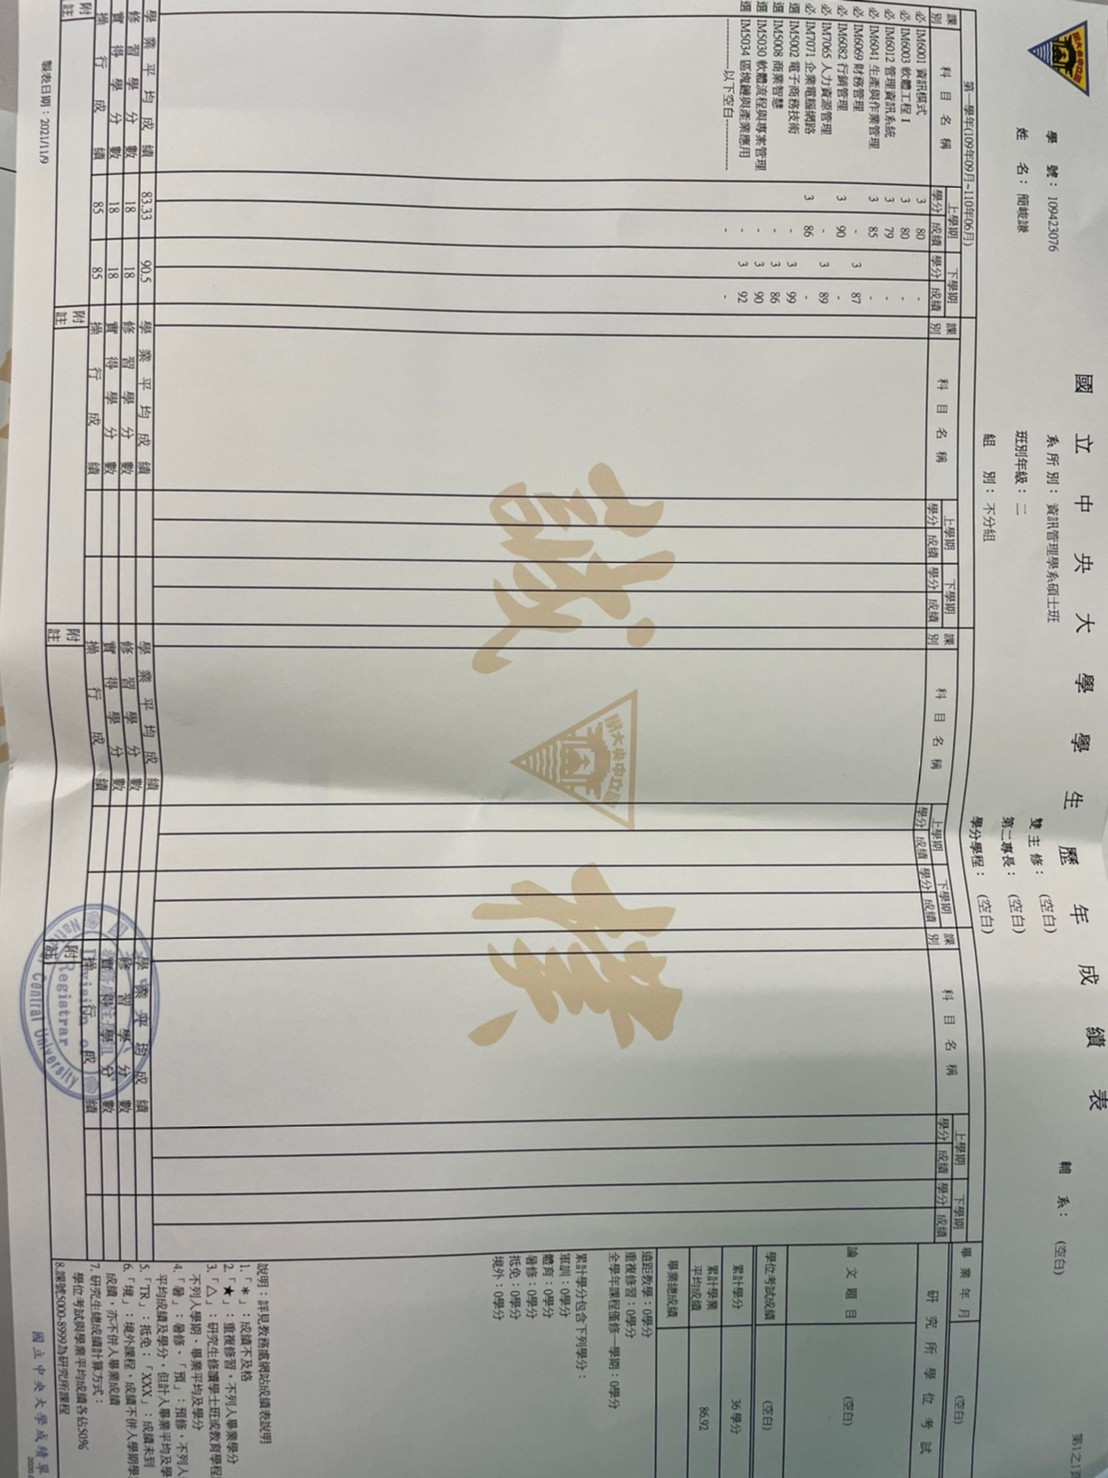 國立中央大學學生歷年成績表
第1之1頁
學 號：109423076
系所別：資訊管理學系碩士班
雙主修：(空白)
輔 系：(空白)
姓 名：簡峻謙
班別年級：二
第二專長：(空白)
組 別：不分組
學分學程：(空白)
第一學年(109年09月~110年06月)
課別 科目名稱 上學期 下學期 課別 科目名稱 上學期 下學期 課別 科目名稱 上學期 下學期 課別 科目名稱 上學期 下學期
學分 成績 學分 成績 學分 成績 學分 成績 學分 成績 學分 成績 學分 成績 學分 成績
必 IM6001 資訊模式 3 80 -
必 IM6003 軟體工程 I 3 80 -
必 IM6012 管理資訊系統 3 79 -
必 IM6041 生產與作業管理 3 85 -
必 IM6069 財務管理 - 3 87
必 IM6082 行銷管理 3 90 -
必 IM7065 人力資源管理 - 3 89
必 IM7071 企業電腦網路 3 86 -
選 IM5002 電子商務技術 - 3 99
選 IM5008 商業智慧 - 3 86
選 IM5030 軟體流程與專案管理 - 3 90
選 IM5034 區塊鏈與產業應用 - 3 92
-------------以下空白------------- - -
畢業年月 (空白)
研究所學位考試
論文題目 (空白)
學位考試成績 (空白)
累計學分 36 學分
累計學業平均成績 86.92
畢業總成績
遠距教學：0學分
重複修習：0學分
全學年課程僅修一學期：0學分
累計學分包含下列學分：
軍訓：0學分
體育：0學分
暑修：0學分
抵免：0學分
境外：0學分
誠 樸
國立中央大學
說明：詳見教務處網站成績表說明
1.「＊」：成績不及格
2.「★」：重複修習，不列入畢業學分
3.「△」：研究生修讀學士班或教育學程
不列入學期、畢業平均及學分
4.「暑」：暑修、「預」：預修，不列入
平均成績及學分，但計入畢業平均及學
5.「TR」：抵免；「XXX」：成績未到
6.「境」：境外課程，成績不併入學期學
成績，亦不併入畢業成績
7. 研究生總成績計算方式：
學位考試與學業平均成績各佔50%
8.課號5000-8999為研究所課程
學業平均成績 83.33 90.5 學業平均成績 學業平均成績 學業平均成績
修習學分數 18 18 修習學分數 修習學分數 修習學分數
實得學分數 18 18 實得學分數 實得學分數 實得學分數
操行成績 85 85 操行成績 操行成績 操行成績
附註 附註 附註 附註
Division of
Registrar
National Central University
製表日期：2021/11/9
國立中央大學成績單